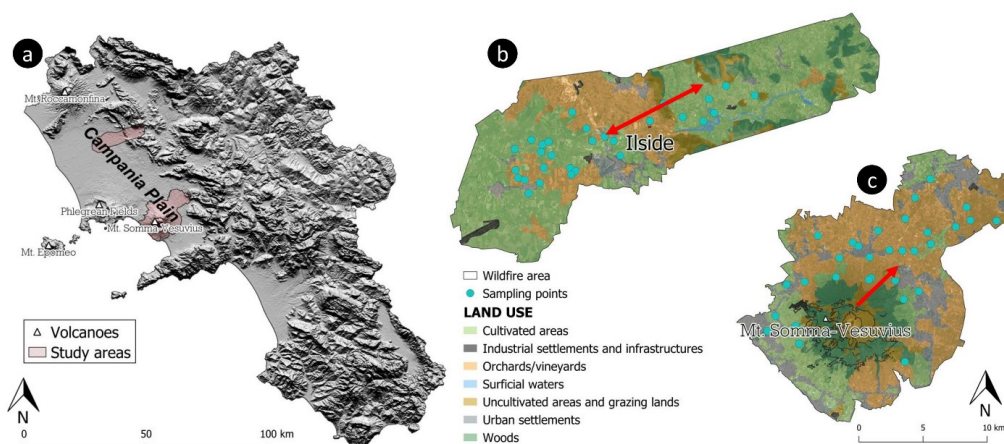 a
Mt. Roccamonfina
Campania Plain
Phlegrean Fields
Mt. Somma-Vesuvius
Mt. Epomeo
Volcanoes
Study areas
N
0 50 100 km
b
Ilside
Wildfire area
Sampling points
LAND USE
Cultivated areas
Industrial settlements and infrastructures
Orchards/vineyards
Surficial waters
Uncultivated areas and grazing lands
Urban settlements
Woods
c
Mt. Somma-Vesuvius
N
0 5 10 km